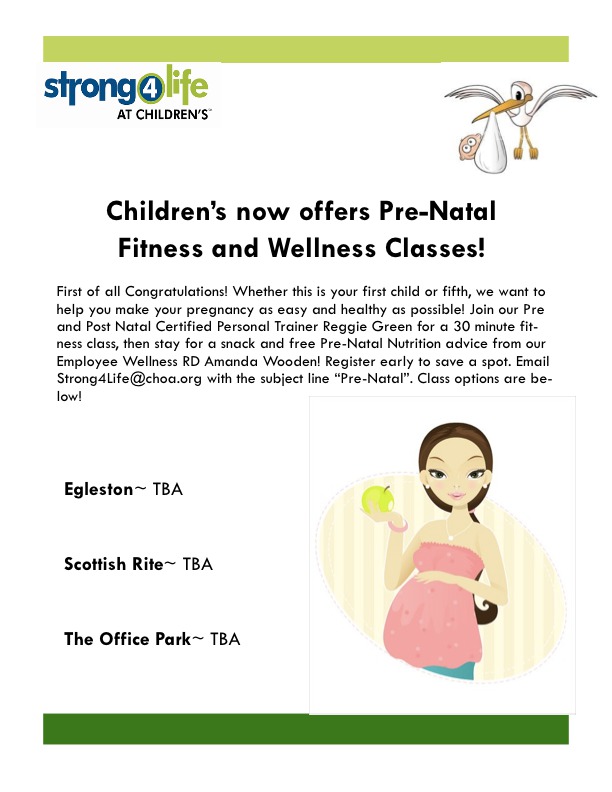 strong4life
AT CHILDREN'S™
Children's now offers Pre-Natal
Fitness and Wellness Classes!
First of all Congratulations! Whether this is your first child or fifth, we want to
help you make your pregnancy as easy and healthy as possible! Join our Pre
and Post Natal Certified Personal Trainer Reggie Green for a 30 minute fit-
ness class, then stay for a snack and free Pre-Natal Nutrition advice from our
Employee Wellness RD Amanda Wooden! Register early to save a spot. Email
Strong4Life@choa.org with the subject line “Pre-Natal”. Class options are be-
low!
Egleston~ TBA
Scottish Rite~ TBA
The Office Park~ TBA